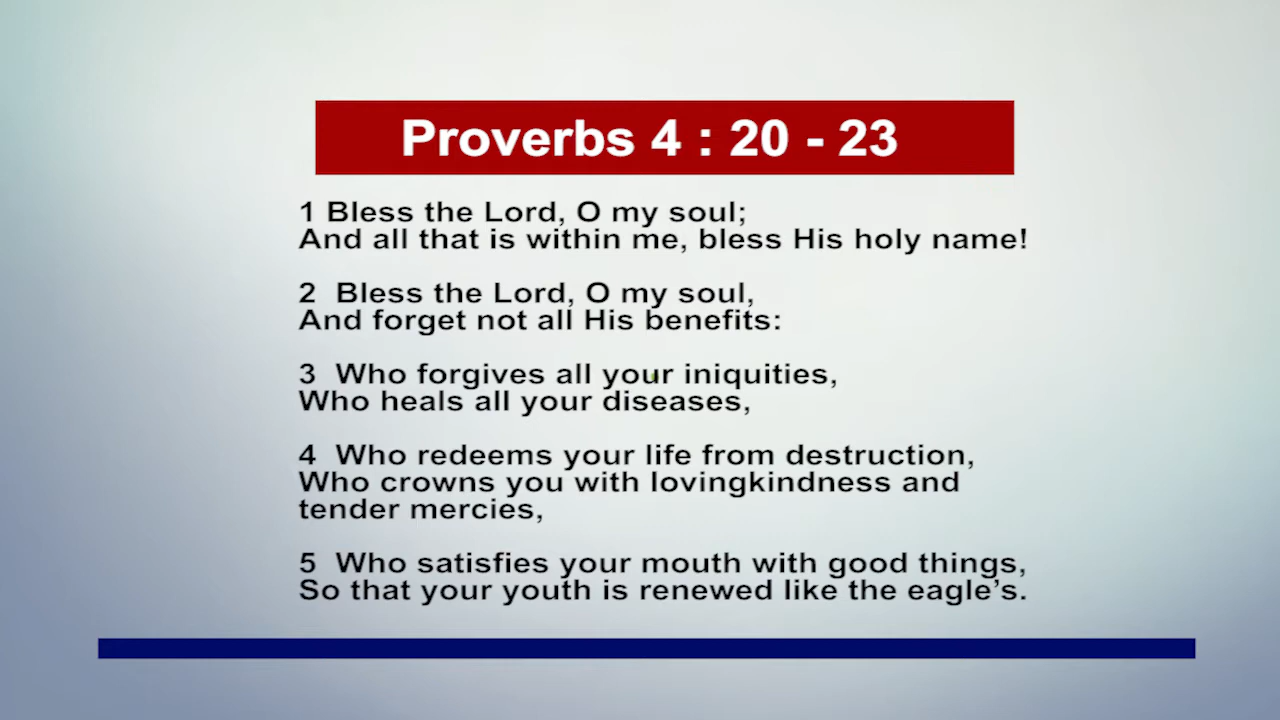 Proverbs 4 : 20 - 23
1 Bless the Lord, O my soul;
And all that is within me, bless His holy name!
2  Bless the Lord, O my soul,
And forget not all His benefits:
3  Who forgives all your iniquities,
Who heals all your diseases,
4  Who redeems your life from destruction,
Who crowns you with lovingkindness and
tender mercies,
5  Who satisfies your mouth with good things,
So that your youth is renewed like the eagle’s.